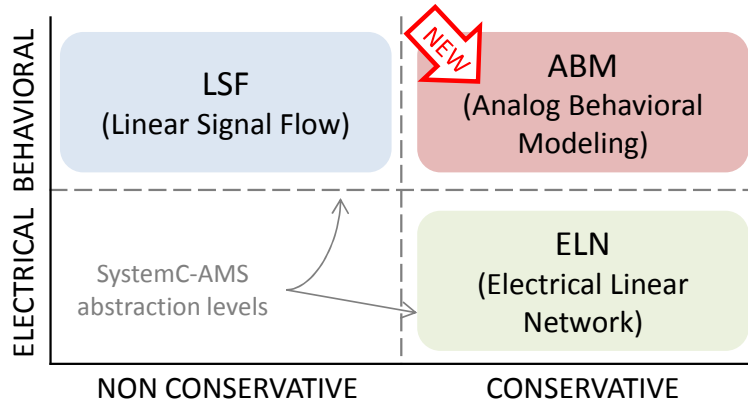 BEHAVIORAL
LSF
(Linear Signal Flow)
NEW
ABM
(Analog Behavioral
Modeling)
ELECTRICAL
SystemC-AMS
abstraction levels
ELN
(Electrical Linear
Network)
NON CONSERVATIVE
CONSERVATIVE